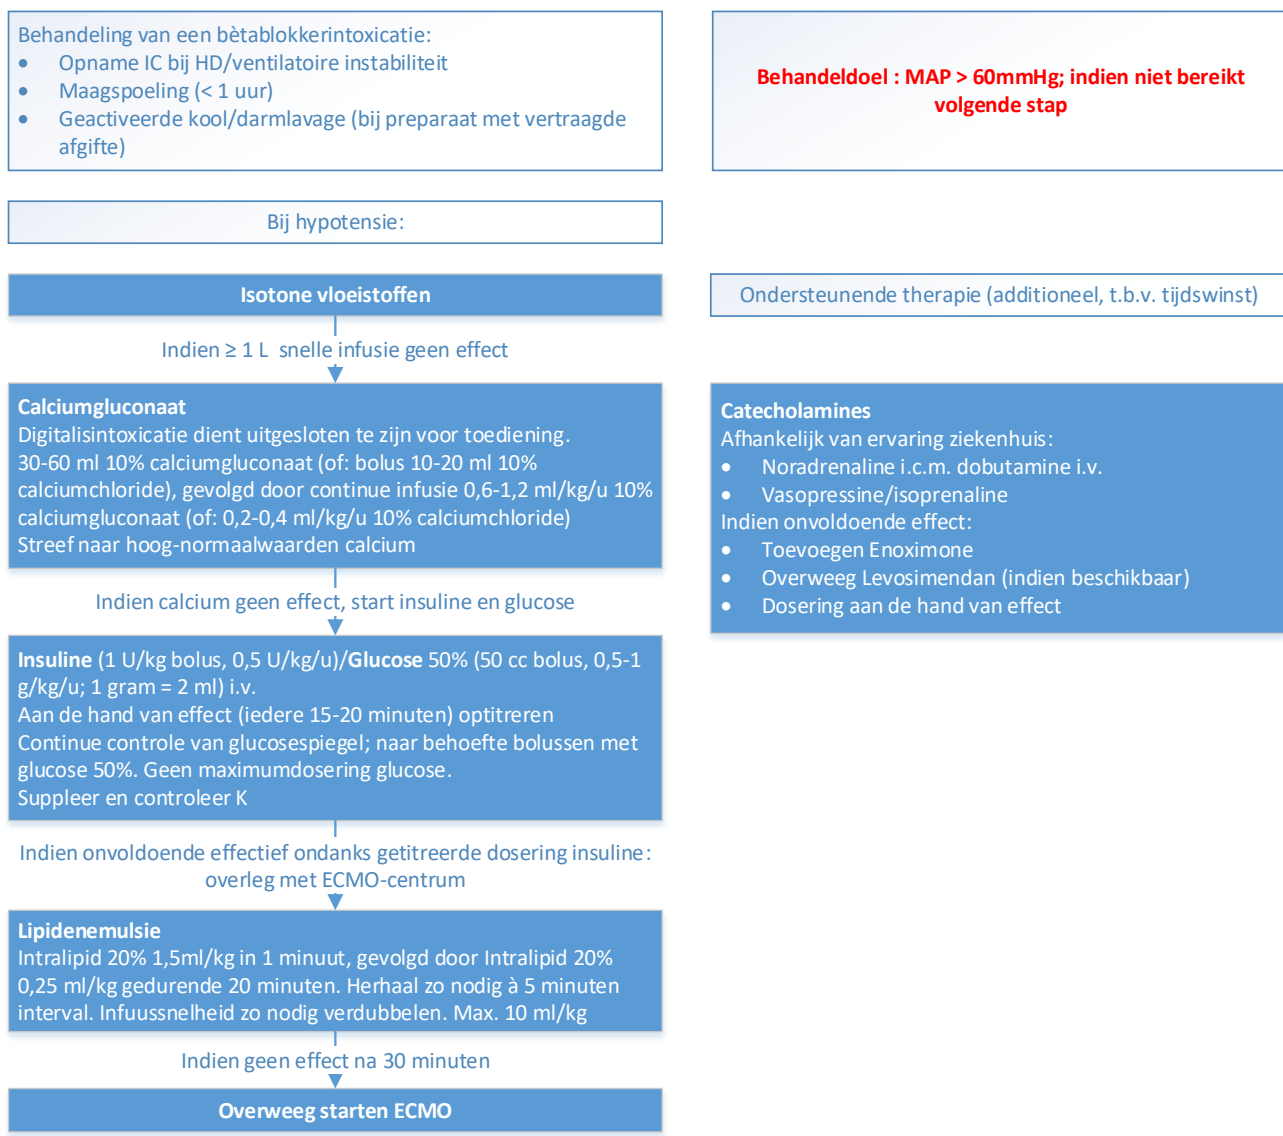 Behandeling van een bètablokkerintoxicatie:
• Opname IC bij HD/ventilatoire instabiliteit
• Maagspoeling (< 1 uur)
• Geactiveerde kool/darmlavage (bij preparaat met vertraagde
afgifte)
Behandeldoel : MAP > 60mmHg; indien niet bereikt
volgende stap
Bij hypotensie:
Isotone vloeistoffen
Ondersteunende therapie (additioneel, t.b.v. tijdswinst)
Indien ≥ 1 L snelle infusie geen effect
Calciumgluconaat
Digitalisintoxicatie dient uitgesloten te zijn voor toediening.
30-60 ml 10% calciumgluconaat (of: bolus 10-20 ml 10%
calciumchloride), gevolgd door continue infusie 0,6-1,2 ml/kg/u 10%
calciumgluconaat (of: 0,2-0,4 ml/kg/u 10% calciumchloride)
Streef naar hoog-normaalwaarden calcium
Catecholamines
Afhankelijk van ervaring ziekenhuis:
• Noradrenaline i.c.m. dobutamine i.v.
• Vasopressine/isoprenaline
Indien onvoldoende effect:
• Toevoegen Enoximone
• Overweeg Levosimendan (indien beschikbaar)
• Dosering aan de hand van effect
Indien calcium geen effect, start insuline en glucose
Insuline (1 U/kg bolus, 0,5 U/kg/u)/Glucose 50% (50 cc bolus, 0,5-1
g/kg/u; 1 gram = 2 ml) i.v.
Aan de hand van effect (iedere 15-20 minuten) optitreren
Continue controle van glucosespiegel; naar behoefte bolussen met
glucose 50%. Geen maximumdosering glucose.
Suppleer en controleer K
Indien onvoldoende effectief ondanks getitreerde dosering insuline:
overleg met ECMO-centrum
Lipidenemulsie
Intralipid 20% 1,5ml/kg in 1 minuut, gevolgd door Intralipid 20%
0,25 ml/kg gedurende 20 minuten. Herhaal zo nodig à 5 minuten
interval. Infuussnelheid zo nodig verdubbelen. Max. 10 ml/kg
Indien geen effect na 30 minuten
Overweeg starten ECMO